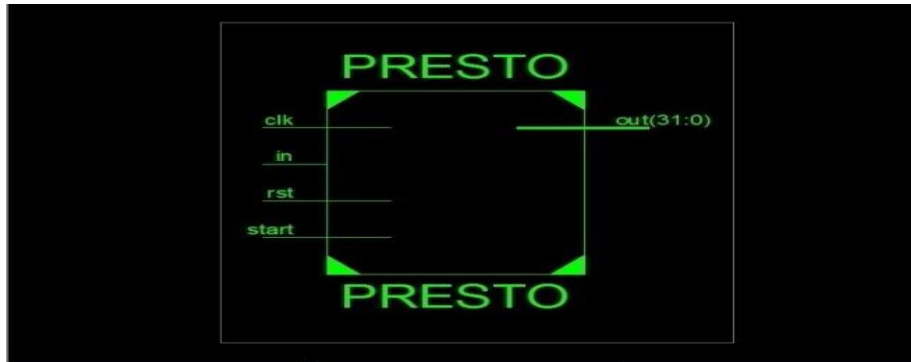 PRESTO
clk
out(31:0)
in
rst
start
PRESTO